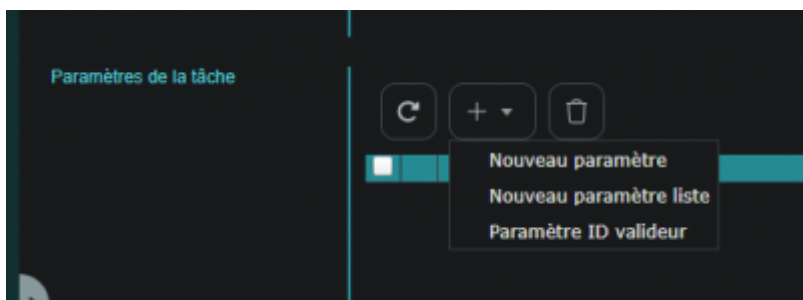 Paramètres de la tâche
Nouveau paramètre
Nouveau paramètre liste
Paramètre ID valideur